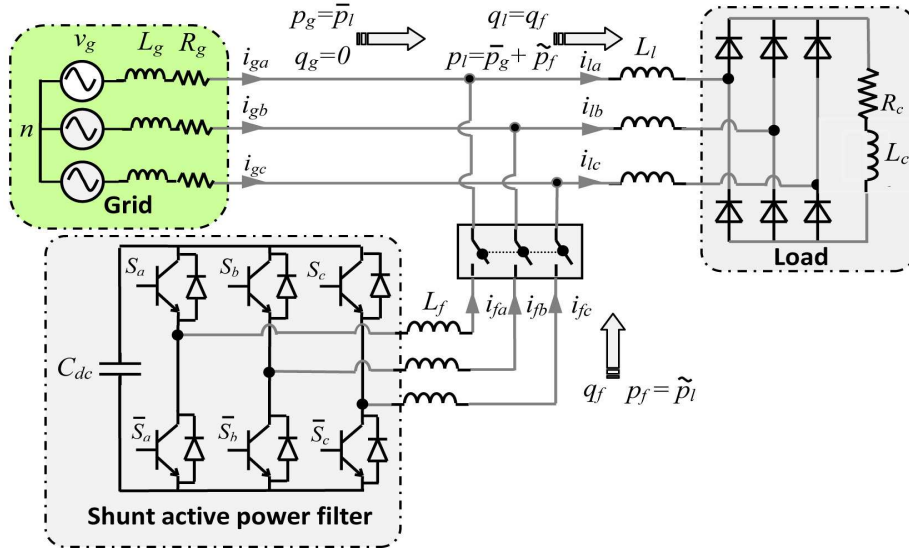 p_g=p̅_l
q_g=0
q_l=q_f
p_l=p̅_g+p̃_f
v_g
L_g
R_g
i_ga
i_la
L_l
n
i_gb
i_lb
R_c
i_gc
i_lc
L_c
Grid
Load
S_a
S_b
S_c
L_f
i_fa
i_fb
i_fc
C_dc
q_f p_f=p̃_l
S̅_a
S̅_b
S̅_c
Shunt active power filter